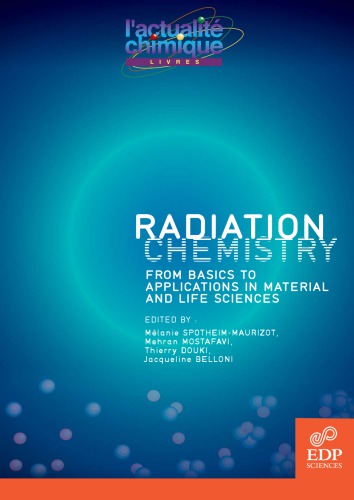 l'actualité
chimique
LIVRES
RADIATION
CHEMISTRY
FROM BASICS TO
APPLICATIONS IN MATERIAL
AND LIFE SCIENCES
EDITED BY -
Mélanie SPOTHEIM-MAURIZOT,
Mehran MOSTAFAVI,
Thierry DOUKI,
Jacqueline BELLONI
EDP
SCIENCES